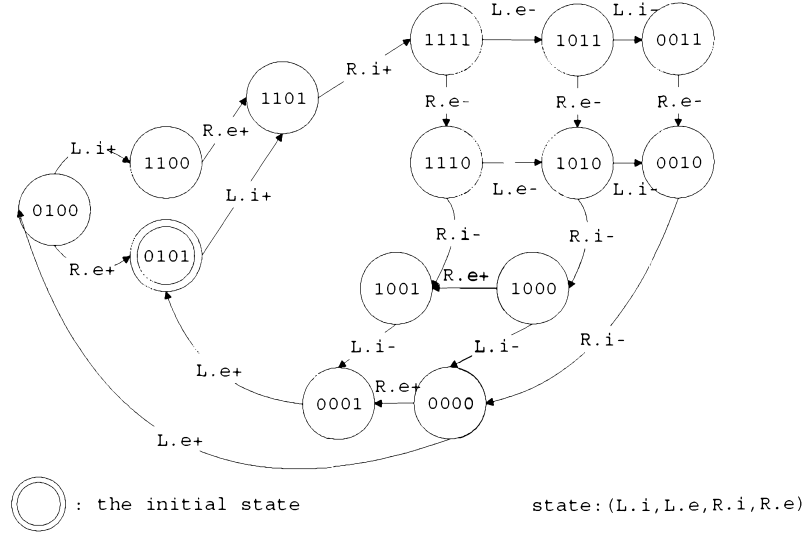 L.e- L.i-
1111 1011 0011
R.i+
1101 R.e- R.e- R.e-
R.e+
L.i+
1100 1110 1010 0010
L.e- L.i-
L.i+
0100
R.i- R.i-
R.e+ 0101
R.e+
1001 1000
L.i- L.i- R.i-
L.e+
R.e+
0001 0000
L.e+
: the initial state state:(L.i,L.e,R.i,R.e)